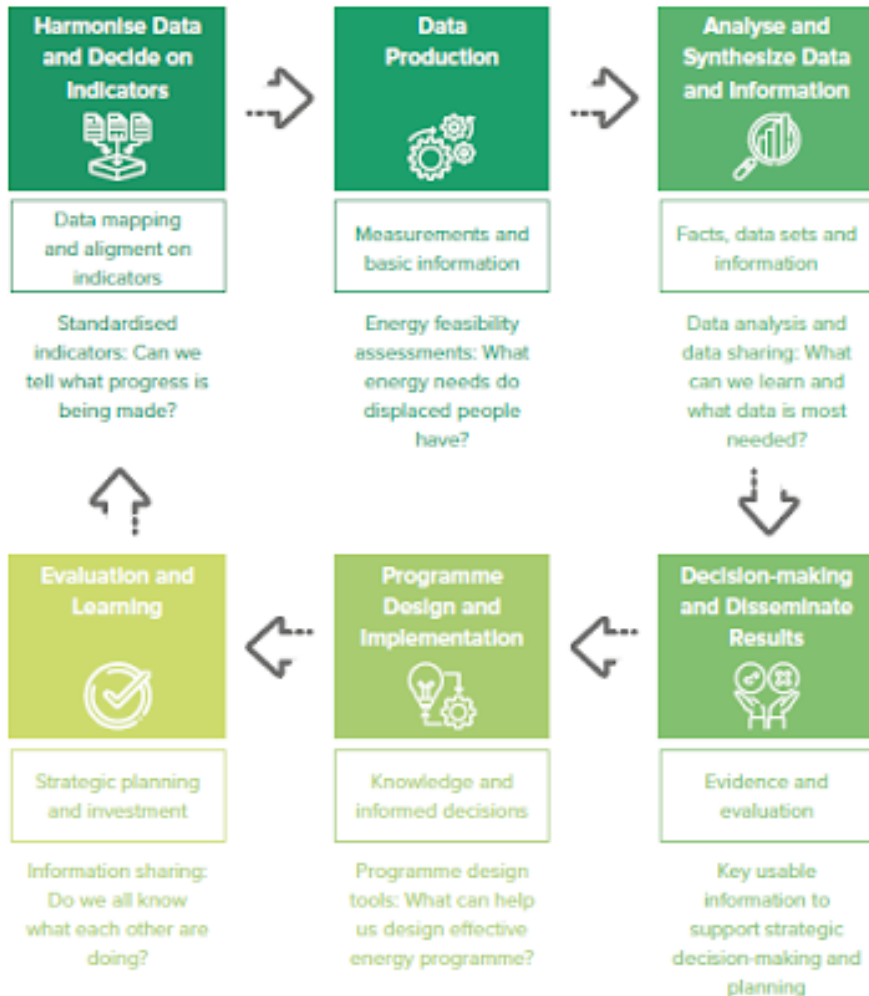 Harmonise Data
and Decide on
Indicators
Data mapping
and aligment on
indicators
Standardised
indicators: Can we
tell what progress is
being made?
Data
Production
Measurements and
basic information
Energy feasibility
assessments: What
energy needs do
displaced people
have?
Analyse and
Synthesize Data
and Information
Facts, data sets and
information
Data analysis and
data sharing: What
can we learn and
what data is most
needed?
Decision-making
and Disseminate
Results
Evidence and
evaluation
Key usable
information to
support strategic
decision-making and
planning
Programme
Design and
Implementation
Knowledge and
informed decisions
Programme design
tools: What can help
us design effective
energy programme?
Evaluation and
Learning
Strategic planning
and investment
Information sharing:
Do we all know
what each other are
doing?